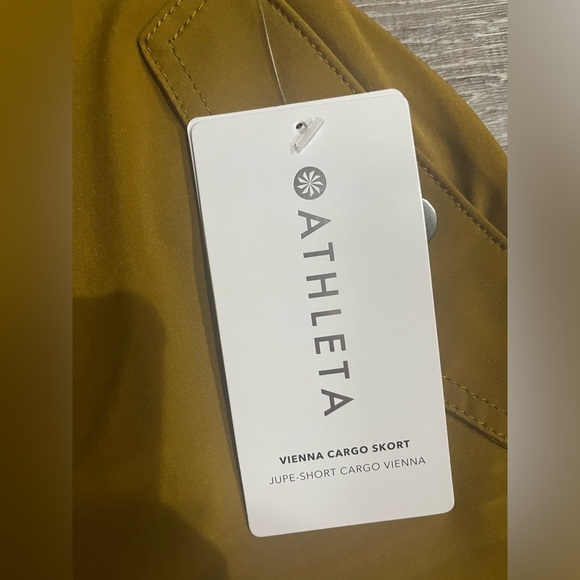 ATHLETA
VIENNA CARGO SKORT
JUPE-SHORT CARGO VIENNA